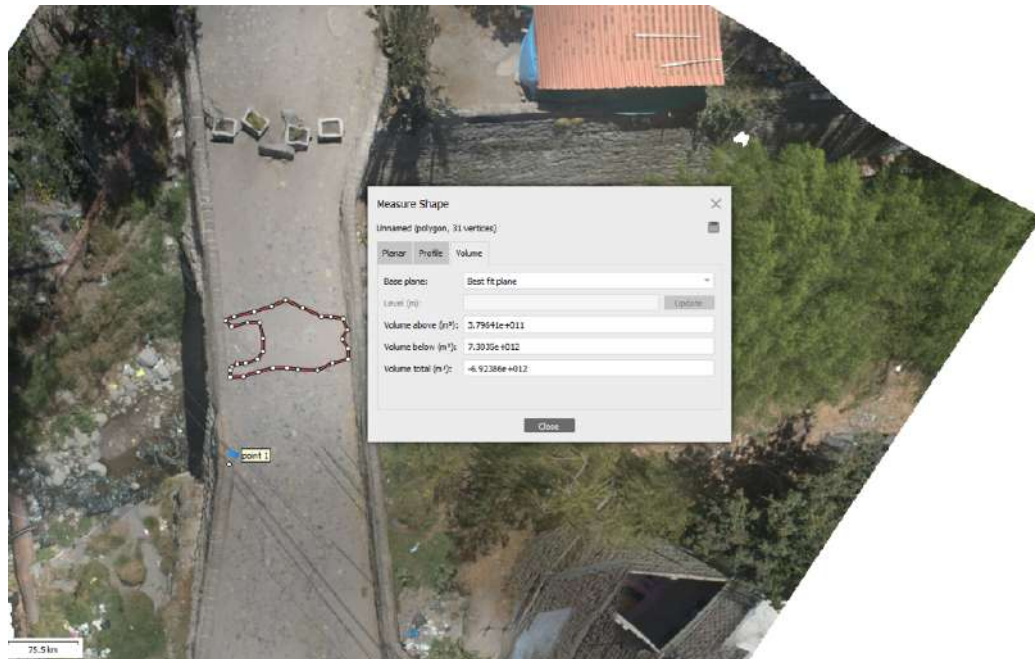 Measure Shape
Unnamed (polygon, 31 vertices)
Planar Profile Volume
Base plane: Best fit plane
Level (m): Update
Volume above (m³): 3.79641e+011
Volume below (m³): 7.3035e+012
Volume total (m³): -6.92386e+012
Close
point 1
75.5 km